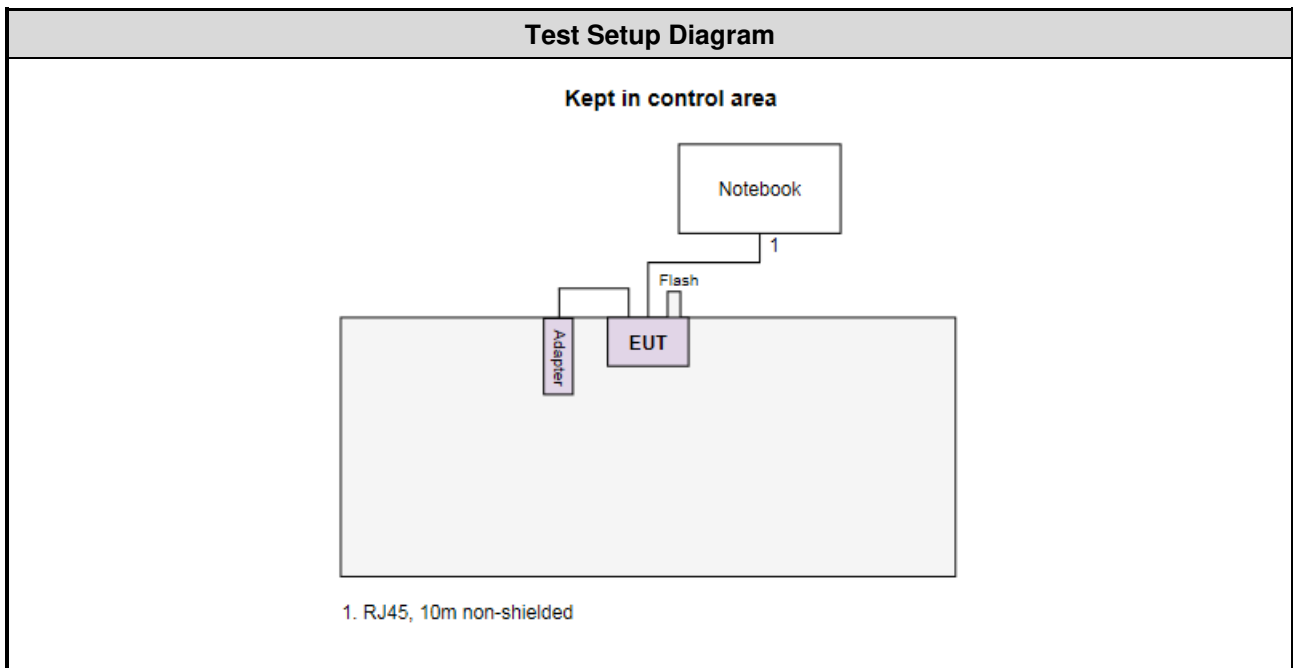 Test Setup Diagram
Kept in control area
Notebook
1
Flash
Adapter
EUT
1. RJ45, 10m non-shielded